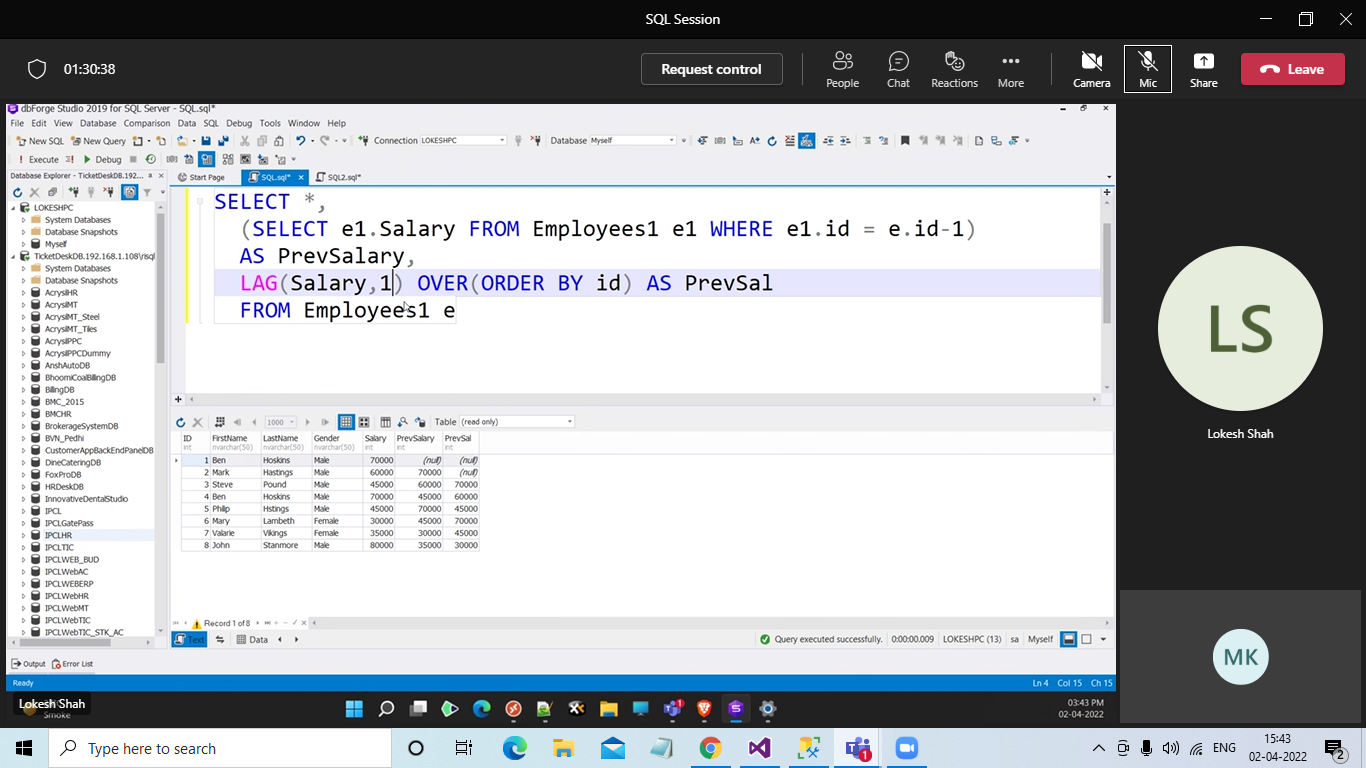 SQL Session
01:30:38
Request control
People
Chat
Reactions
More
Camera
Mic
Share
Leave
dbForge Studio 2019 for SQL Server - SQL.sql*
File Edit View Database Comparison Data SQL Debug Tools Window Help
New SQL New Query Connection LOKESHPC Database Myself
Execute Debug
Database Explorer - TicketDeskDB.192...
Start Page SQL.sql* SQL2.sql*
LOKESHPC
System Databases
Database Snapshots
Myself
TicketDeskDB.192.168.1.108\risql
System Databases
Database Snapshots
AcrysilHR
AcrysilMT
AcrysilMT_Steel
AcrysilMT_Tiles
AcrysilPPC
AcrysilPPCDummy
AnshAutoDB
BhoomiCoalBillingDB
BillingDB
BMC_2015
BMCHR
BrokerageSystemDB
BVN_Pedhi
CustomerAppBackEndPanelDB
DineCateringDB
FoxProDB
HRDeskDB
InnovativeDentalStudio
IPCL
IPCLGatePass
IPCLHR
IPCLTIC
IPCLWEB_BUD
IPCLWebAC
IPCLWEBERP
IPCLWebHR
IPCLWebMT
IPCLWebTIC
IPCLWebTIC_STK_AC
SELECT *,
(SELECT e1.Salary FROM Employees1 e1 WHERE e1.id = e.id-1)
AS PrevSalary,
LAG(Salary,1) OVER(ORDER BY id) AS PrevSal
FROM Employees1 e
1000 Table (read only)
ID FirstName LastName Gender Salary PrevSalary PrevSal
int nvarchar(50) nvarchar(50) nvarchar(50) int int int
1 Ben Hoskins Male 70000 (null) (null)
2 Mark Hastings Male 60000 70000 (null)
3 Steve Pound Male 45000 60000 70000
4 Ben Hoskins Male 70000 45000 60000
5 Philip Hstings Male 45000 70000 45000
6 Mary Lambeth Female 30000 45000 70000
7 Valarie Vikings Female 35000 30000 45000
8 John Stanmore Male 80000 35000 30000
Record 1 of 8
Text Data
Query executed successfully. 0:00:00.009 LOKESHPC (13) sa Myself
Output Error List
Ready Ln 4 Col 15 Ch 15
Lokesh Shah
Smoke
1
03:43 PM
02-04-2022
LS
Lokesh Shah
MK
Type here to search
1
ENG
15:43
02-04-2022
2